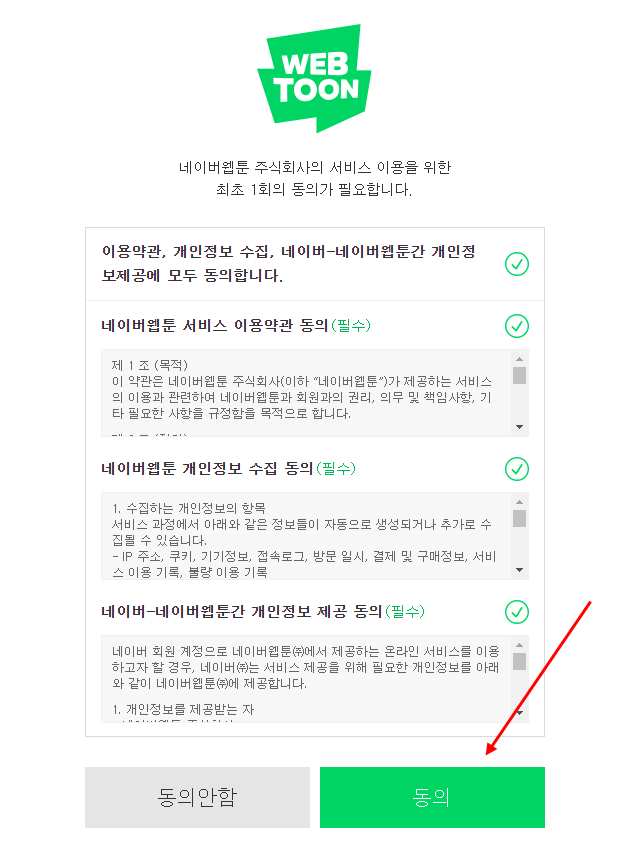 WEB
TOON
네이버웹툰 주식회사의 서비스 이용을 위한
최초 1회의 동의가 필요합니다.
이용약관, 개인정보 수집, 네이버-네이버웹툰간 개인정
보제공에 모두 동의합니다.
네이버웹툰 서비스 이용약관 동의(필수)
제 1 조 (목적)
이 약관은 네이버웹툰 주식회사(이하 “네이버웹툰”)가 제공하는 서비스
의 이용과 관련하여 네이버웹툰과 회원과의 권리, 의무 및 책임사항, 기
타 필요한 사항을 규정함을 목적으로 합니다.
네이버웹툰 개인정보 수집 동의(필수)
1. 수집하는 개인정보의 항목
서비스 과정에서 아래와 같은 정보들이 자동으로 생성되거나 추가로 수
집될 수 있습니다.
- IP 주소, 쿠키, 기기정보, 접속로그, 방문 일시, 결제 및 구매정보, 서비
스 이용 기록, 불량 이용 기록
네이버-네이버웹툰간 개인정보 제공 동의(필수)
네이버 회원 계정으로 네이버웹툰㈜에서 제공하는 온라인 서비스를 이용
하고자 할 경우, 네이버㈜는 서비스 제공을 위해 필요한 개인정보를 아래
와 같이 네이버웹툰㈜에 제공합니다.
1. 개인정보를 제공받는 자
동의안함
동의